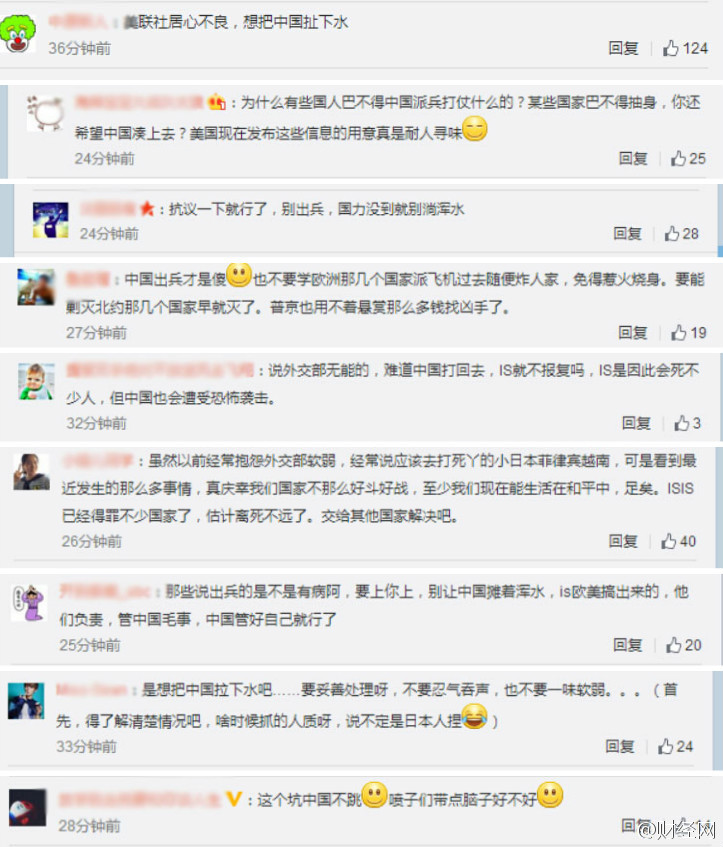 ：美联社居心不良，想把中国扯下水
36分钟前 回复 124
：为什么有些国人巴不得中国派兵打仗什么的？某些国家巴不得抽身，你还
希望中国凑上去？美国现在发布这些信息的用意真是耐人寻味
24分钟前 回复 25
：抗议一下就行了，别出兵，国力没到就别淌浑水
24分钟前 回复 28
：中国出兵才是傻 也不要学欧洲那几个国家派飞机过去随便炸人家，免得惹火烧身。要能
剿灭北约那几个国家早就灭了。普京也用不着悬赏那么多钱找凶手了。
27分钟前 回复 19
：说外交部无能的，难道中国打回去，IS就不报复吗，IS是因此会死不
少人，但中国也会遭受恐怖袭击。
32分钟前 回复 3
：虽然以前经常抱怨外交部软弱，经常说应该去打死丫的小日本菲律宾越南，可是看到最
近发生的那么多事情，真庆幸我们国家不那么好斗好战，至少我们现在能生活在和平中，足矣。ISIS
已经得罪不少国家了，估计离死不远了。交给其他国家解决吧。
26分钟前 回复 40
：那些说出兵的是不是有病阿，要上你上，别让中国摊着浑水，is欧美搞出来的，他
们负责，管中国毛事，中国管好自己就行了
25分钟前 回复 20
：是想把中国拉下水吧……要妥善处理呀，不要忍气吞声，也不要一味软弱。。。（首
先，得了解清楚情况吧，啥时候抓的人质呀，说不定是日本人捏 ）
33分钟前 回复 24
：这个坑中国不跳 喷子们带点脑子好不好
28分钟前 回复
@财经网